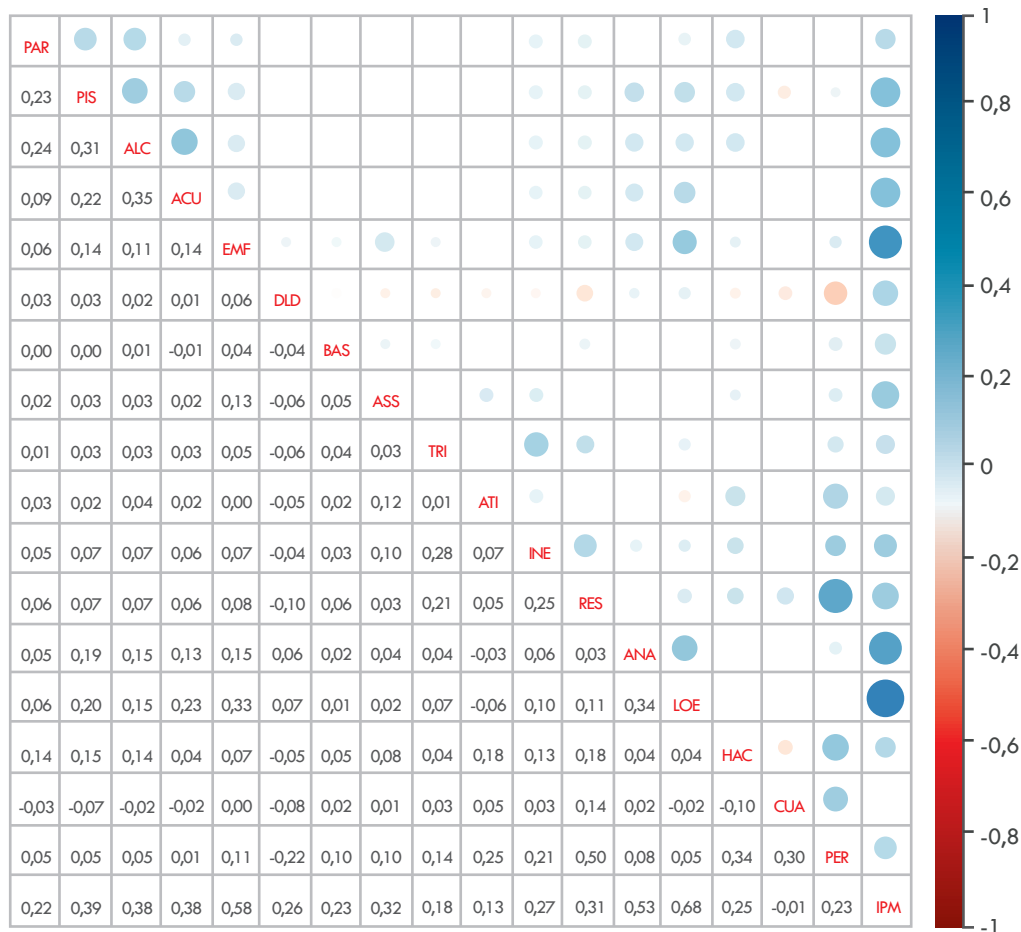 PAR
0,23 PIS
0,24 0,31 ALC
0,09 0,22 0,35 ACU
0,06 0,14 0,11 0,14 EMF
0,03 0,03 0,02 0,01 0,06 DLD
0,00 0,00 0,01 -0,01 0,04 -0,04 BAS
0,02 0,03 0,03 0,02 0,13 -0,06 0,05 ASS
0,01 0,03 0,03 0,03 0,05 -0,06 0,04 0,03 TRI
0,03 0,02 0,04 0,02 0,00 -0,05 0,02 0,12 0,01 ATI
0,05 0,07 0,07 0,06 0,07 -0,04 0,03 0,10 0,28 0,07 INE
0,06 0,07 0,07 0,06 0,08 -0,10 0,06 0,03 0,21 0,05 0,25 RES
0,05 0,19 0,15 0,13 0,15 0,06 0,02 0,04 0,04 -0,03 0,06 0,03 ANA
0,06 0,20 0,15 0,23 0,33 0,07 0,01 0,02 0,07 -0,06 0,10 0,11 0,34 LOE
0,14 0,15 0,14 0,04 0,07 -0,05 0,05 0,08 0,04 0,18 0,13 0,18 0,04 0,04 HAC
-0,03 -0,07 -0,02 -0,02 0,00 -0,08 0,02 0,01 0,03 0,05 0,03 0,14 0,02 -0,02 -0,10 CUA
0,05 0,05 0,05 0,01 0,11 -0,22 0,10 0,10 0,14 0,25 0,21 0,50 0,08 0,05 0,34 0,30 PER
0,22 0,39 0,38 0,38 0,58 0,26 0,23 0,32 0,18 0,13 0,27 0,31 0,53 0,68 0,25 -0,01 0,23 IPM
1
0,8
0,6
0,4
0,2
0
-0,2
-0,4
-0,6
-0,8
-1